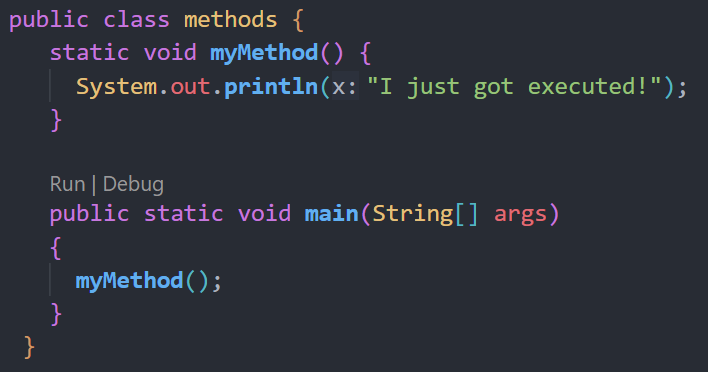 public class methods {
static void myMethod() {
System.out.println(x: "I just got executed!");
}
Run | Debug
public static void main(String[] args)
{
myMethod();
}
}